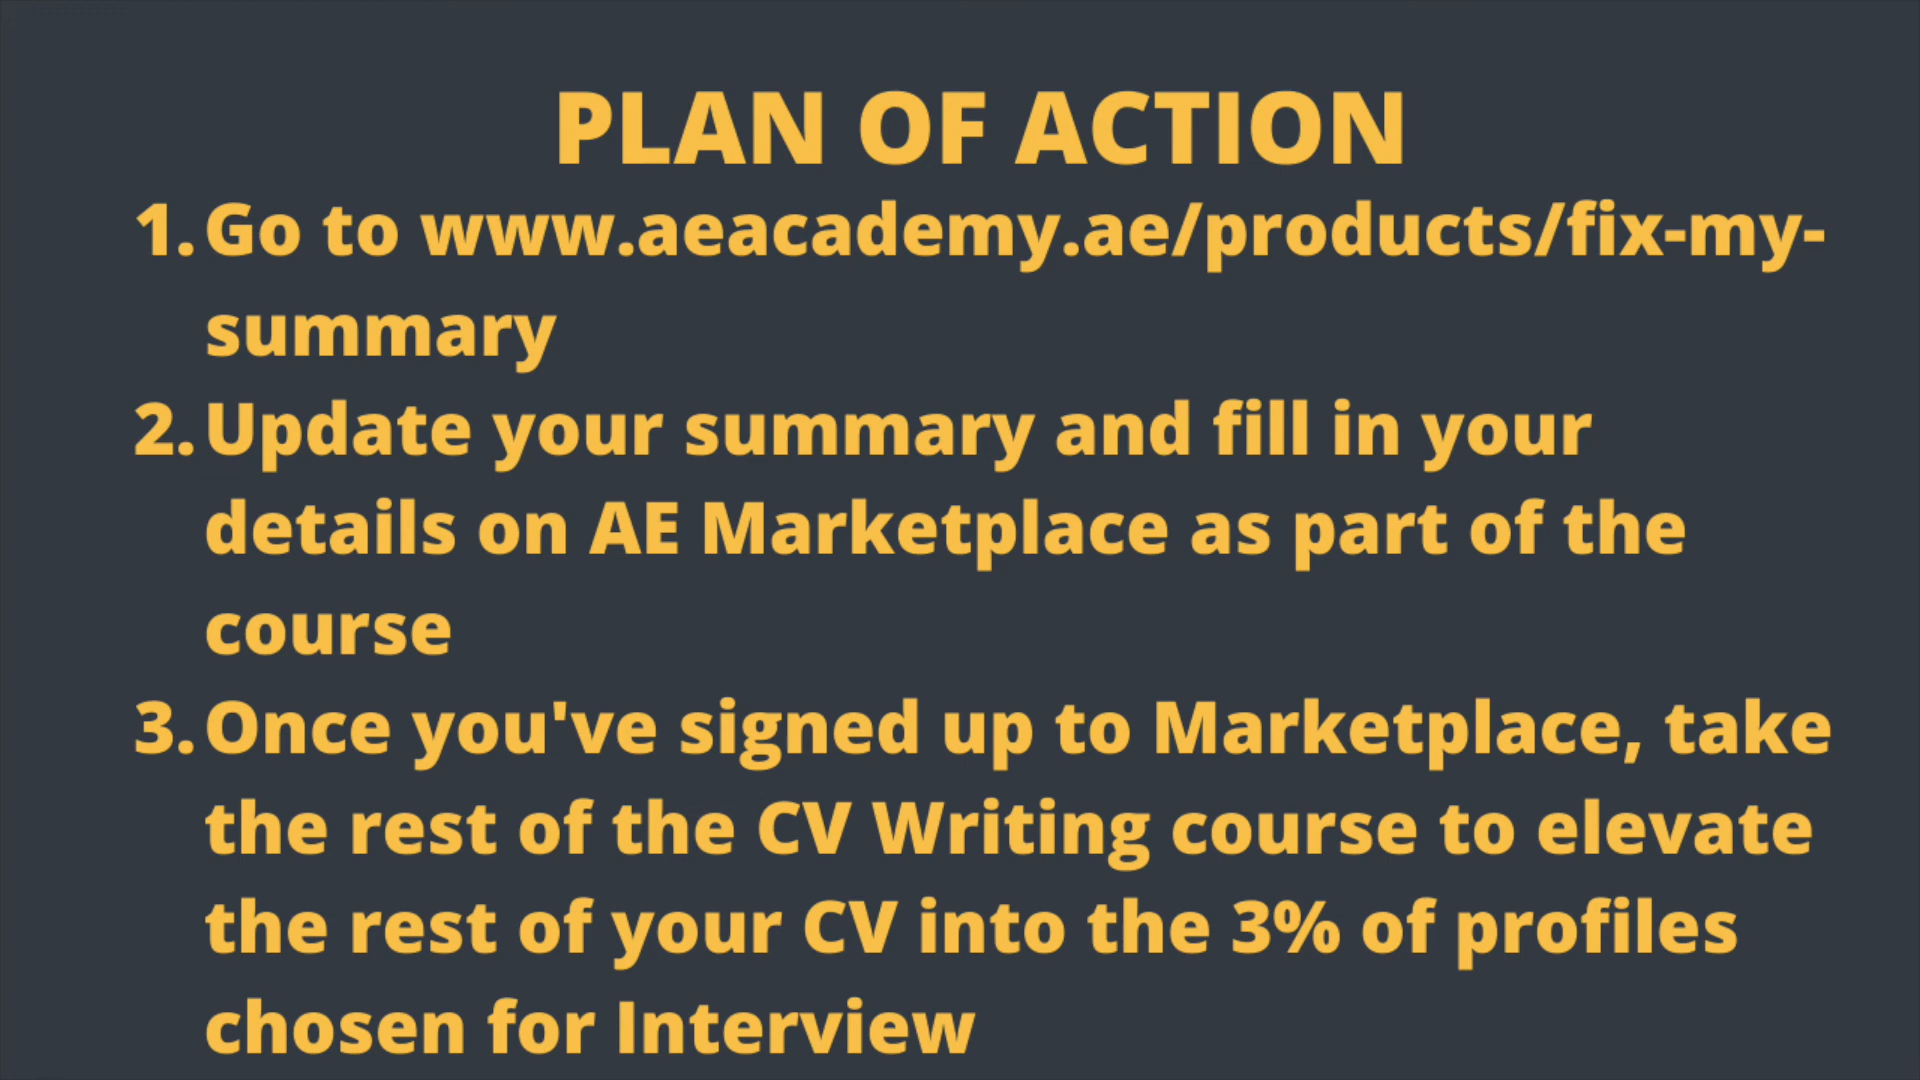 PLAN OF ACTION
1. Go to www.aeacademy.ae/products/fix-my-
summary
2. Update your summary and fill in your
details on AE Marketplace as part of the
course
3. Once you've signed up to Marketplace, take
the rest of the CV Writing course to elevate
the rest of your CV into the 3% of profiles
chosen for Interview